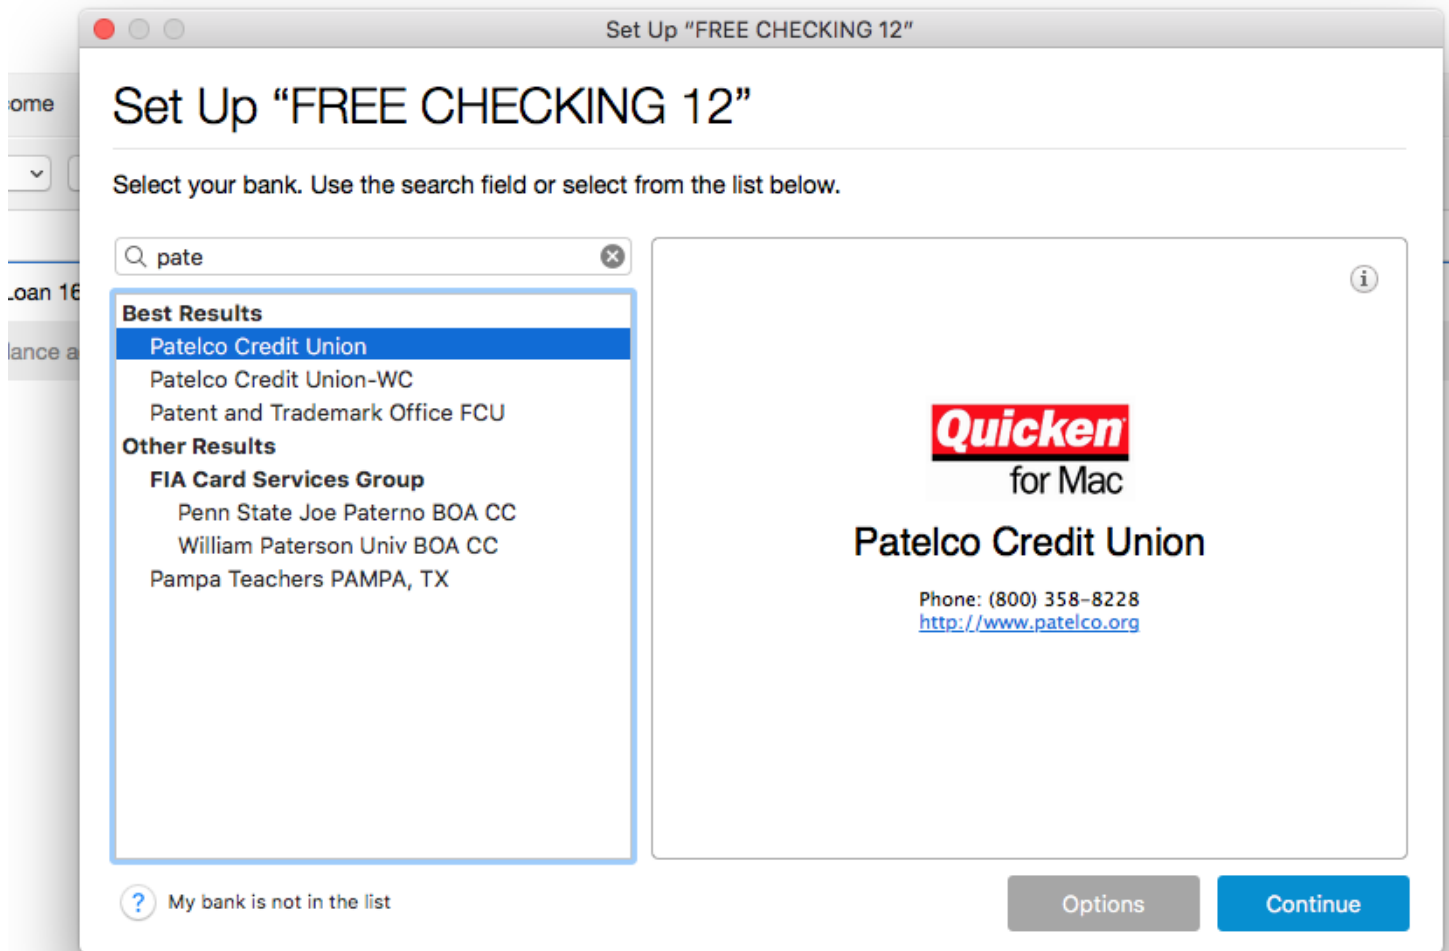 Set Up “FREE CHECKING 12”
Set Up “FREE CHECKING 12”
Select your bank. Use the search field or select from the list below.
ome
oan 16
lance a
pate
Best Results
Patelco Credit Union
Patelco Credit Union-WC
Patent and Trademark Office FCU
Other Results
FIA Card Services Group
Penn State Joe Paterno BOA CC
William Paterson Univ BOA CC
Pampa Teachers PAMPA, TX
Quicken
for Mac
Patelco Credit Union
Phone: (800) 358-8228
http://www.patelco.org
My bank is not in the list
Options
Continue